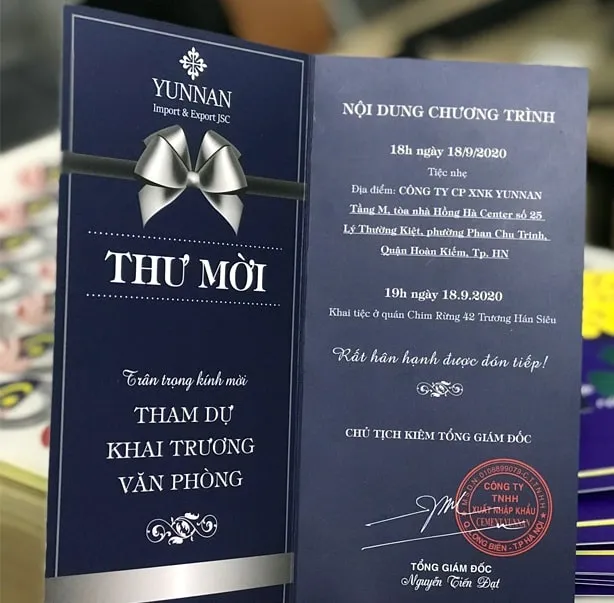 YUNNAN
Import & Export JSC
THƯ MỜI
Trân trọng kính mời
THAM DỰ
KHAI TRƯƠNG
VĂN PHÒNG
NỘI DUNG CHƯƠNG TRÌNH
18h ngày 18/9/2020
Tiệc nhẹ
Địa điểm: CÔNG TY CP XNK YUNNAN
Tầng M, tòa nhà Hồng Hà Center số 25
Lý Thường Kiệt, phường Phan Chu Trinh,
Quận Hoàn Kiếm, Tp. HN
19h ngày 18.9.2020
Khai tiệc ở quán Chim Rừng 42 Trương Hán Siêu
Rất hân hạnh được đón tiếp!
CHỦ TỊCH KIÊM TỔNG GIÁM ĐỐC
CÔNG TY
TNHH
XUẤT NHẬP KHẨU
CEMENT YUNNAN
Q. LONG BIÊN - TP HÀ NỘI
TỔNG GIÁM ĐỐC
Nguyễn Tiến Đạt